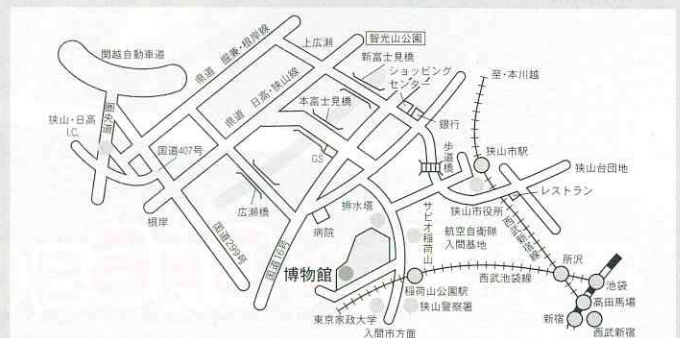 関越自動車道
圏央道
狭山・日高
I.C.
県道 堀兼・根岸線
上広瀬
智光山公園
新富士見橋
ショッピング
センター
県道 日高・狭山線
本富士見橋
至・本川越
銀行
国道407号
GS
歩道橋
狭山市駅
狭山台団地
レストラン
広瀬橋
根岸
国道299号
国道16号
病院
排水塔
サピオ稲荷山
狭山市役所
航空自衛隊
入間基地
西武新宿線
博物館
稲荷山公園駅
西武池袋線
所沢
池袋
高田馬場
新宿
西武新宿
東京家政大学
狭山警察署
入間市方面